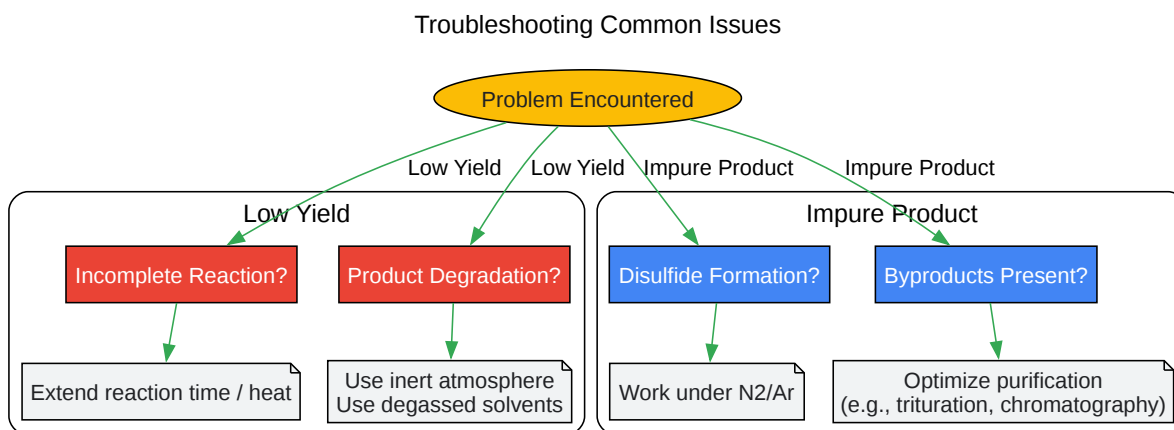 Troubleshooting Common Issues
Problem Encountered
Low Yield
Low Yield
Impure Product
Impure Product
Low Yield
Impure Product
Incomplete Reaction?
Product Degradation?
Disulfide Formation?
Byproducts Present?
Extend reaction time / heat
Use inert atmosphere
Use degassed solvents
Work under N2/Ar
Optimize purification
(e.g., trituration, chromatography)